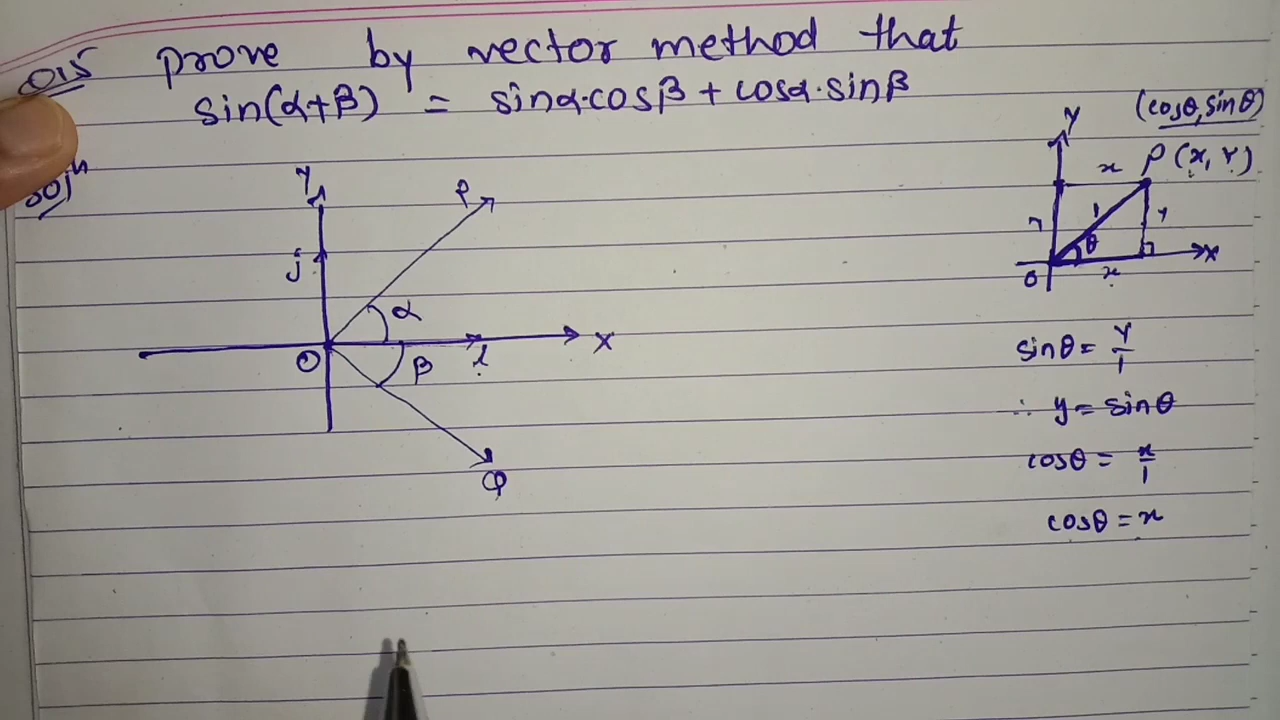 Q15 prove by vector method that
sin(α+β) = sinα·cosβ + cosα·sinβ
Solⁿ
Y
P
j
α
O
i
X
β
Q
(cosθ, sinθ)
Y
x P(x, Y)
y 1 θ y
O x X
sinθ = Y/1
∴ y = sinθ
cosθ = x/1
cosθ = x